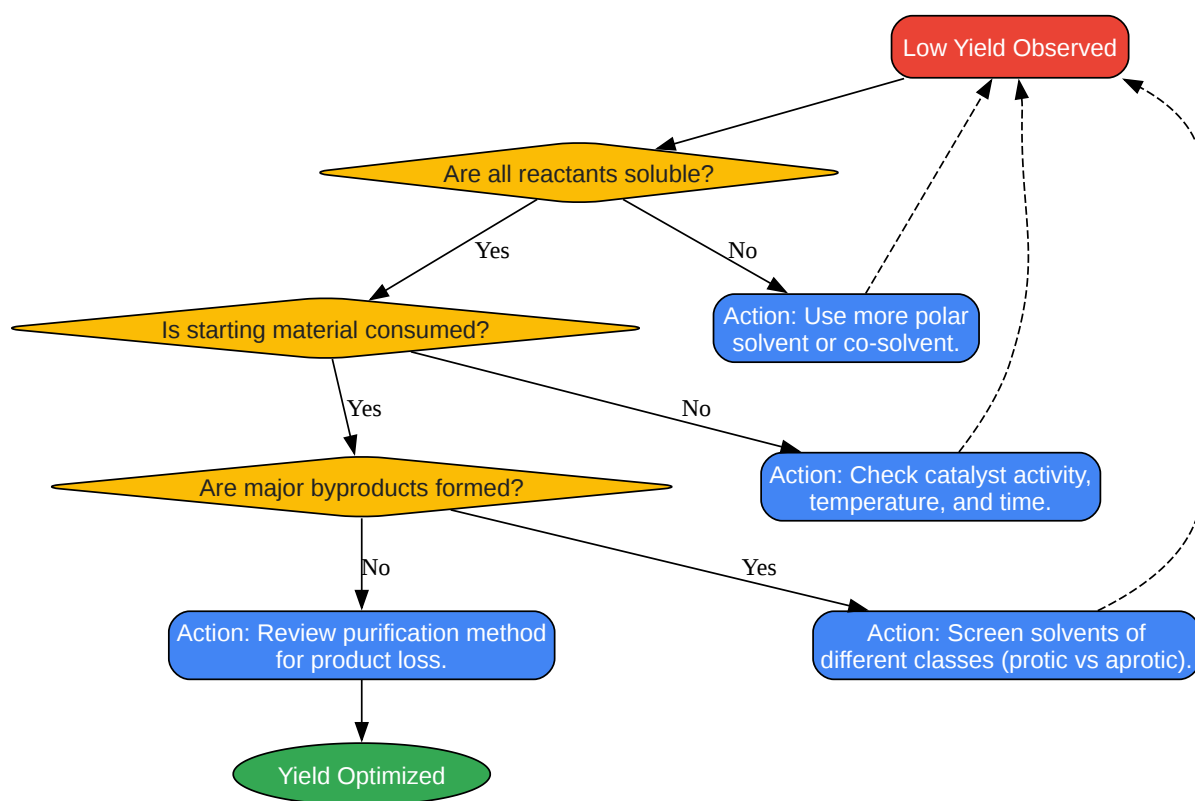 Low Yield Observed
Are all reactants soluble?
Yes
No
Action: Use more polar
solvent or co-solvent.
Is starting material consumed?
Yes
No
Action: Check catalyst activity,
temperature, and time.
Are major byproducts formed?
No
Yes
Action: Review purification method
for product loss.
Action: Screen solvents of
different classes (protic vs aprotic).
Yield Optimized